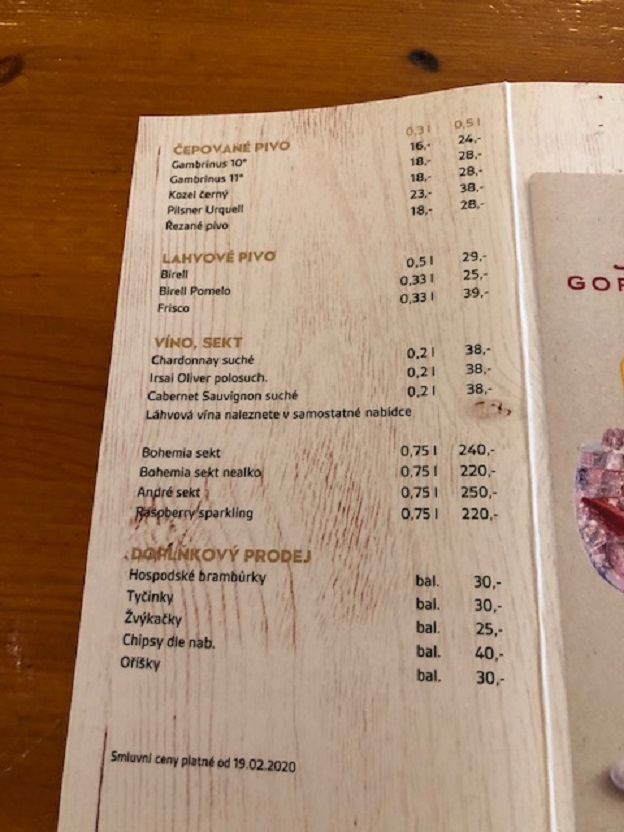 0,3 l 0,5 l
ČEPOVANÉ PIVO
Gambrinus 10° 16,- 24,-
Gambrinus 11° 18,- 28,-
Kozel černý 18,- 28,-
Pilsner Urquell 23,- 38,-
Řezané pivo 18,- 28,-
LAHVOVÉ PIVO
Birell 0,5 l 29,-
Birell Pomelo 0,33 l 25,-
Frisco 0,33 l 39,-
VÍNO, SEKT
Chardonnay suché 0,2 l 38,-
Irsai Oliver polosuch. 0,2 l 38,-
Cabernet Sauvignon suché 0,2 l 38,-
Láhvová vína naleznete v samostatné nabídce
Bohemia sekt 0,75 l 240,-
Bohemia sekt nealko 0,75 l 220,-
André sekt 0,75 l 250,-
Raspberry sparkling 0,75 l 220,-
DOPLŇKOVÝ PRODEJ
Hospodské brambůrky bal. 30,-
Tyčinky bal. 30,-
Žvýkačky bal. 25,-
Chipsy dle nab. bal. 40,-
Oříšky bal. 30,-
Smluvní ceny platné od 19.02.2020